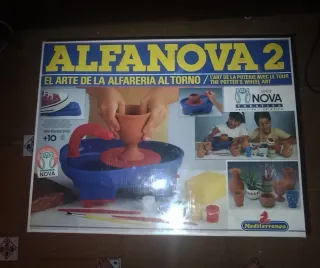 ALFANOVA 2
EL ARTE DE LA ALFARERIA AL TORNO / L'ART DE LA POTERIE AVEC LE TOUR
THE POTTER'S WHEEL ART
NOVA
+10
NOVA
Mediterraneo